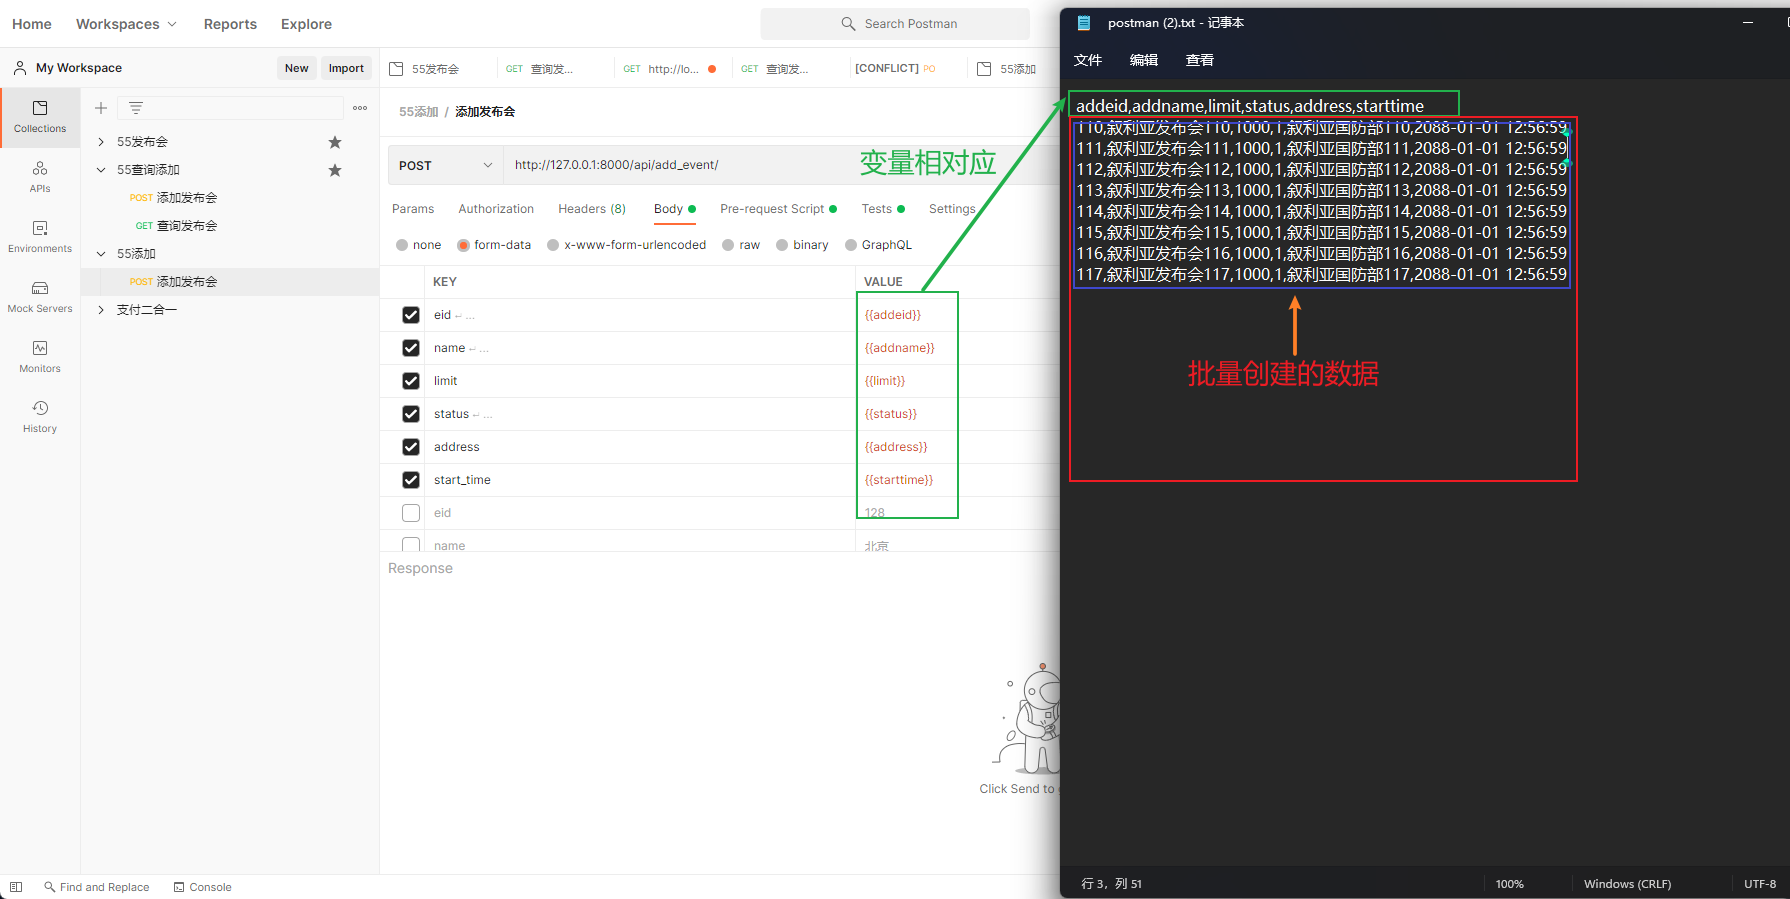 Home
Workspaces
Reports
Explore
Search Postman
My Workspace
New
Import
55发布会
GET 查询发...
GET http://lo...
GET 查询发...
[CONFLICT] PO
55添加
Collections
APIs
Environments
Mock Servers
Monitors
History
55发布会
55查询添加
POST 添加发布会
GET 查询发布会
55添加
POST 添加发布会
支付二合一
55添加 / 添加发布会
POST
http://127.0.0.1:8000/api/add_event/
变量相对应
Params
Authorization
Headers (8)
Body
Pre-request Script
Tests
Settings
none
form-data
x-www-form-urlencoded
raw
binary
GraphQL
KEY
VALUE
eid ← ...
{{addeid}}
name ← ...
{{addname}}
limit
{{limit}}
status ← ...
{{status}}
address
{{address}}
start_time
{{starttime}}
eid
128
name
北京
Response
Click Send to
Find and Replace
Console
postman (2).txt - 记事本
文件
编辑
查看
addeid,addname,limit,status,address,starttime
110,叙利亚发布会110,1000,1,叙利亚国防部110,2088-01-01 12:56:59
111,叙利亚发布会111,1000,1,叙利亚国防部111,2088-01-01 12:56:59
112,叙利亚发布会112,1000,1,叙利亚国防部112,2088-01-01 12:56:59
113,叙利亚发布会113,1000,1,叙利亚国防部113,2088-01-01 12:56:59
114,叙利亚发布会114,1000,1,叙利亚国防部114,2088-01-01 12:56:59
115,叙利亚发布会115,1000,1,叙利亚国防部115,2088-01-01 12:56:59
116,叙利亚发布会116,1000,1,叙利亚国防部116,2088-01-01 12:56:59
117,叙利亚发布会117,1000,1,叙利亚国防部117,2088-01-01 12:56:59
批量创建的数据
行 3, 列 51
100%
Windows (CRLF)
UTF-8